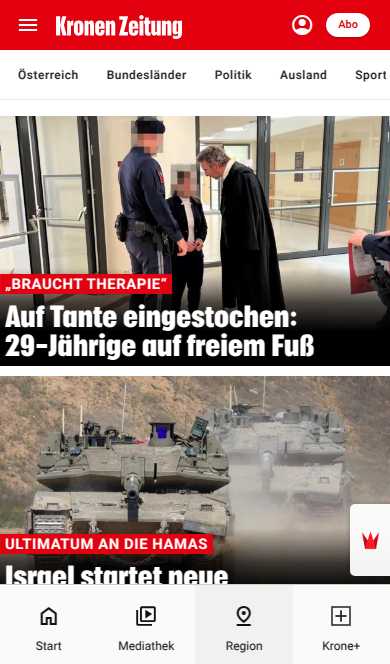 Kronen Zeitung
Abo
Österreich Bundesländer Politik Ausland Sport
„BRAUCHT THERAPIE“
Auf Tante eingestochen:
29-Jährige auf freiem Fuß
ULTIMATUM AN DIE HAMAS
Israel startet neue
Start Mediathek Region Krone+